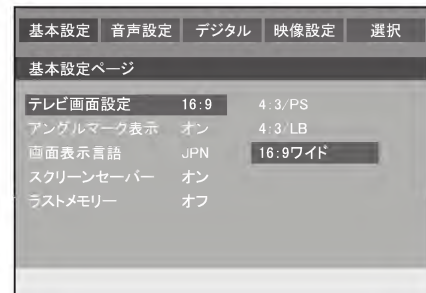 基本設定 音声設定 デジタル 映像設定 選択
基本設定ページ
テレビ画面設定 16:9 4:3/PS
アングルマーク表示 オン 4:3/LB
画面表示言語 JPN 16:9ワイド
スクリーンセーバー オン
ラストメモリー オフ